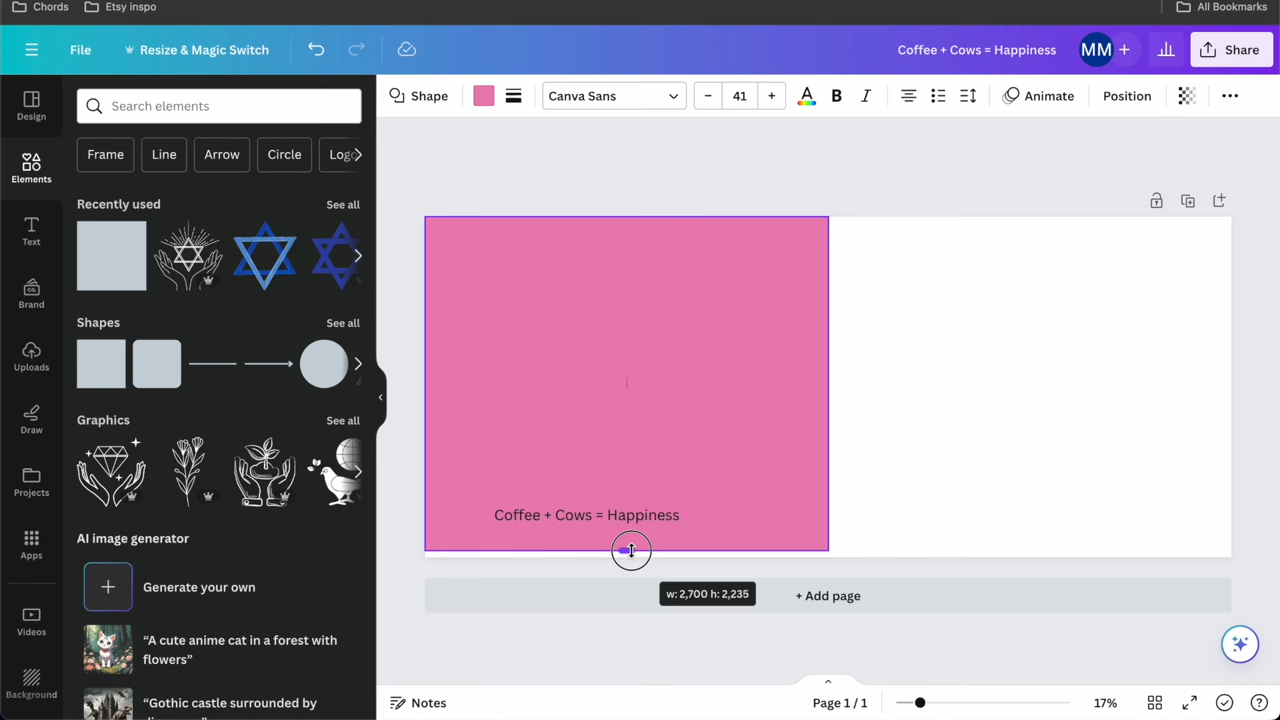 Chords
Etsy inspo
All Bookmarks
File
Resize & Magic Switch
Coffee + Cows = Happiness
MM
+
Share
Design
Elements
Text
Brand
Uploads
Draw
Projects
Apps
Videos
Background
Search elements
Frame
Line
Arrow
Circle
Logo
Recently used
See all
Shapes
See all
Graphics
See all
AI image generator
Generate your own
“A cute anime cat in a forest with
flowers”
“Gothic castle surrounded by
Shape
Canva Sans
–
41
+
A
B
I
Animate
Position
Coffee + Cows = Happiness
w: 2,700 h: 2,235
+ Add page
Notes
Page 1 / 1
17%